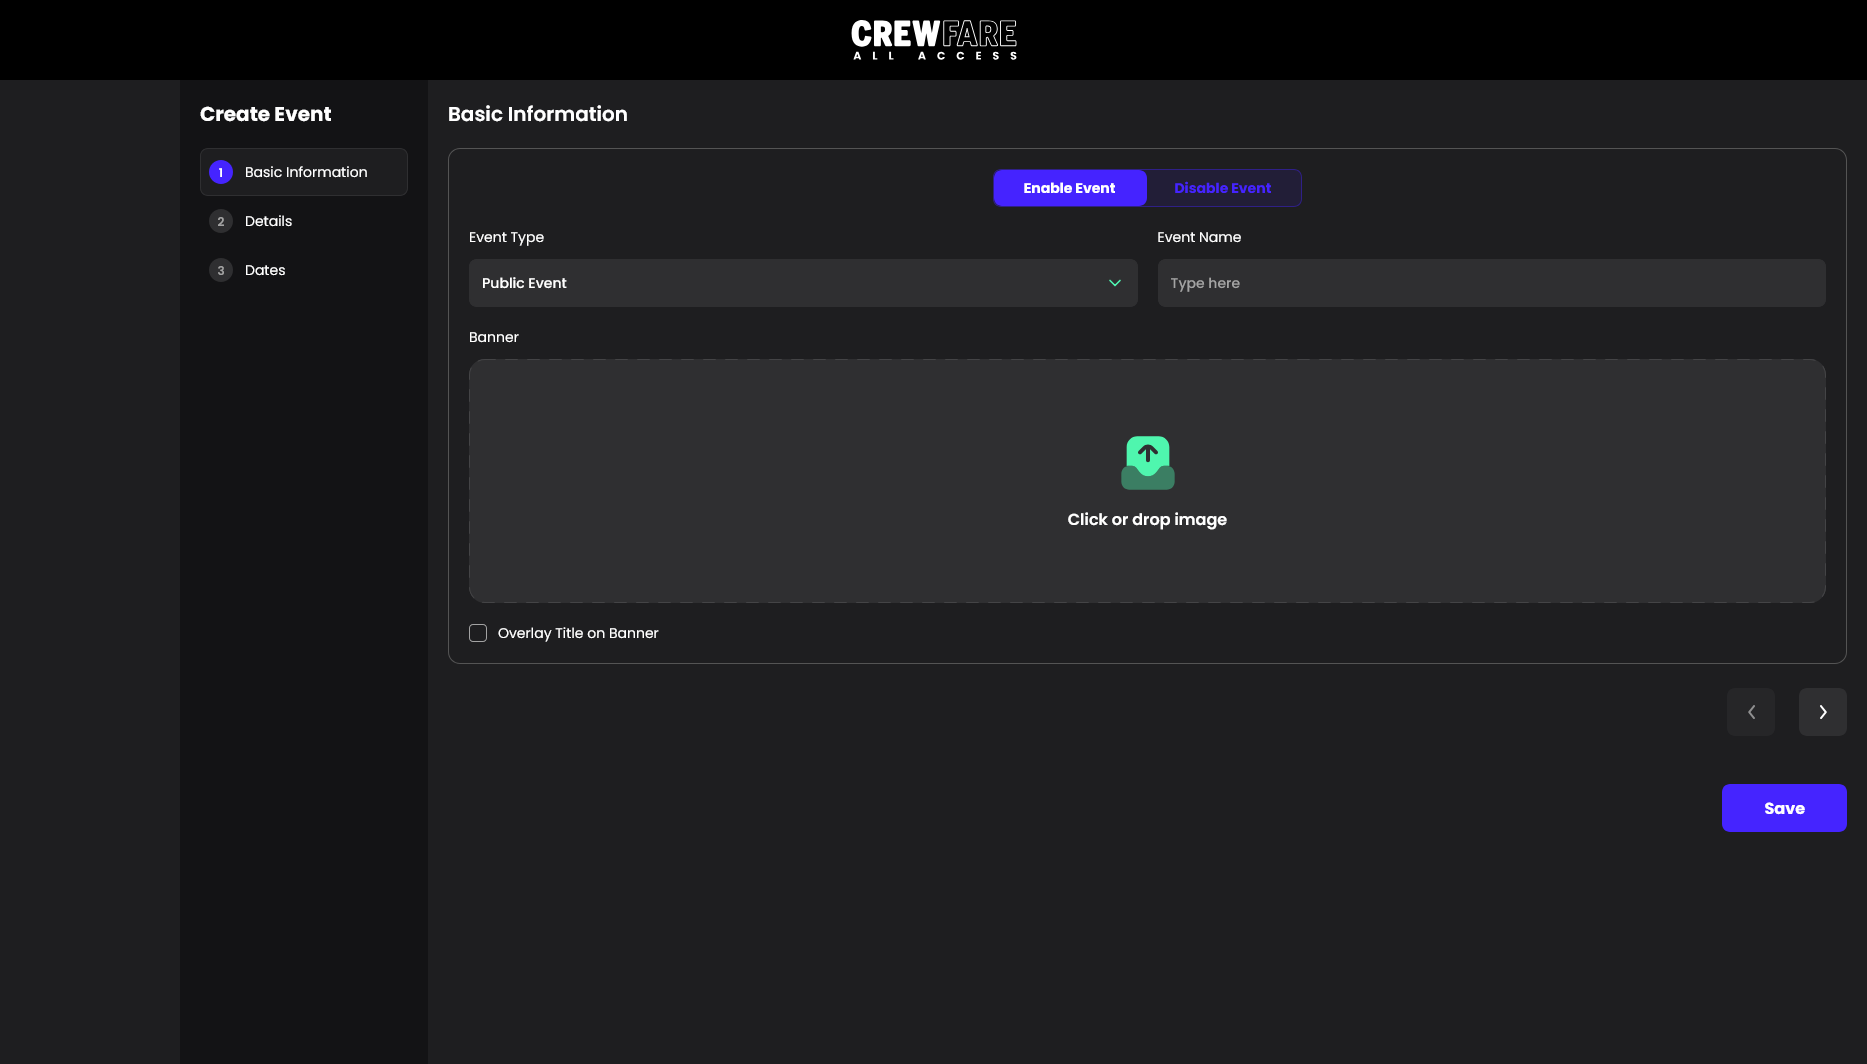 CREWFARE
ALL ACCESS
Create Event
1 Basic Information
2 Details
3 Dates
Basic Information
Enable Event Disable Event
Event Type Event Name
Public Event Type here
Banner
Click or drop image
Overlay Title on Banner
Save